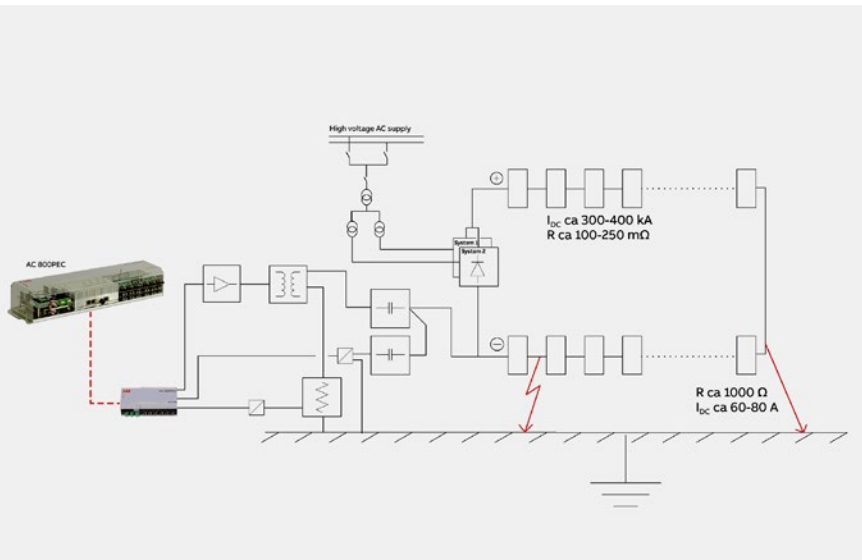 High voltage AC supply
⊕
I_DC ca 300-400 kA
R ca 100-250 mΩ
System 1
System 2
AC 800PEC
⊖
R ca 1000 Ω
I_DC ca 60-80 A